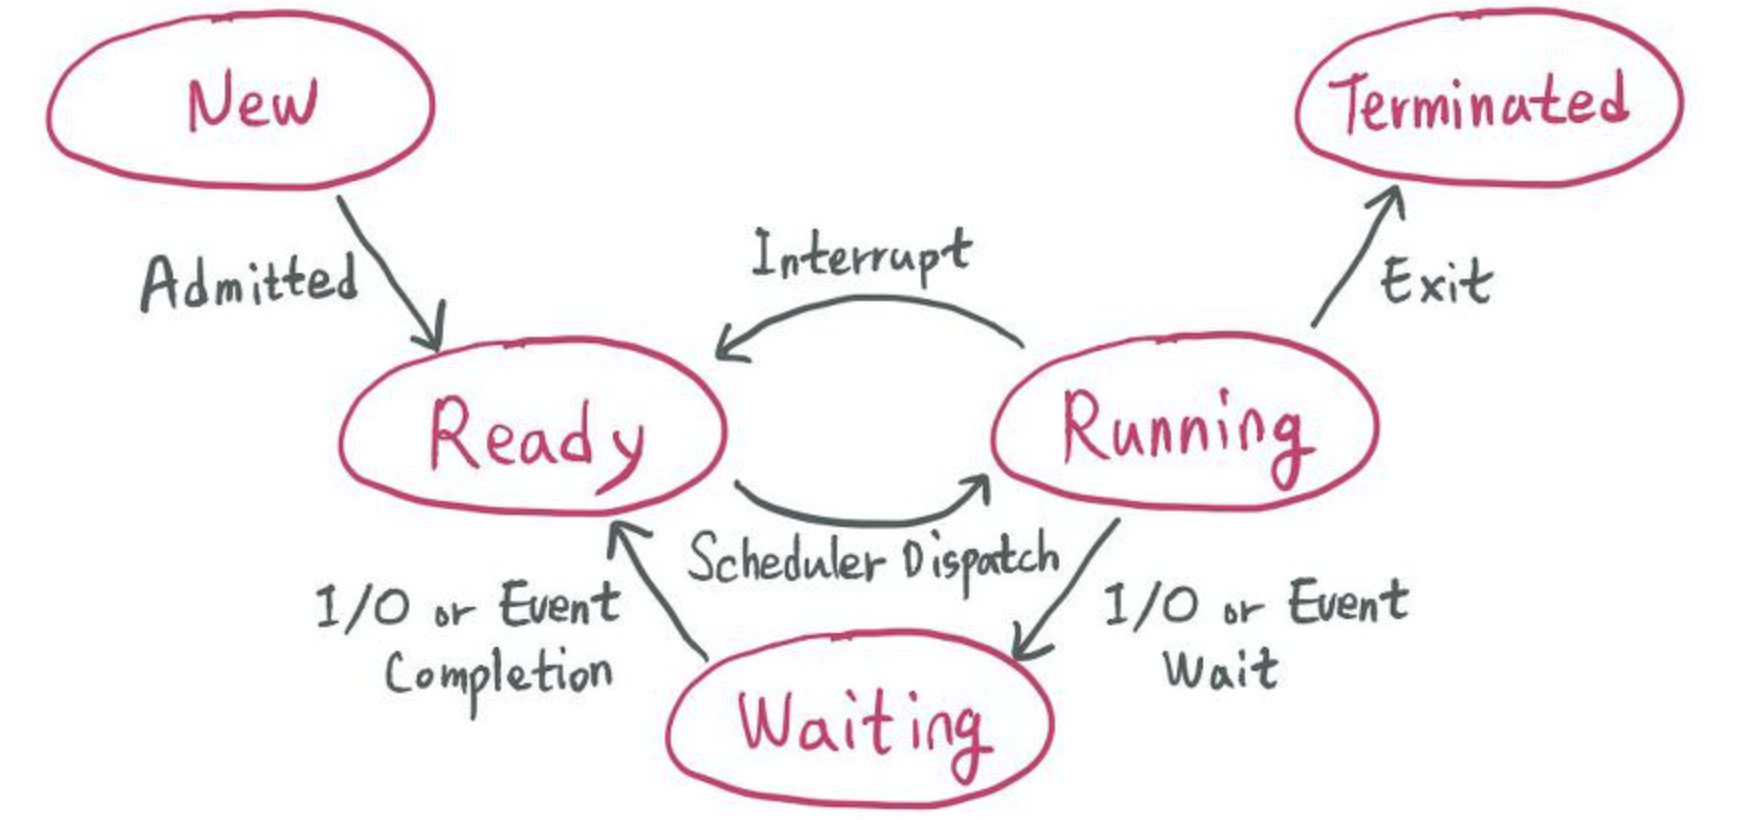 New
Terminated
Admitted
Interrupt
Exit
Ready
Running
Scheduler Dispatch
I/O or Event
Completion
I/O or Event
Wait
Waiting